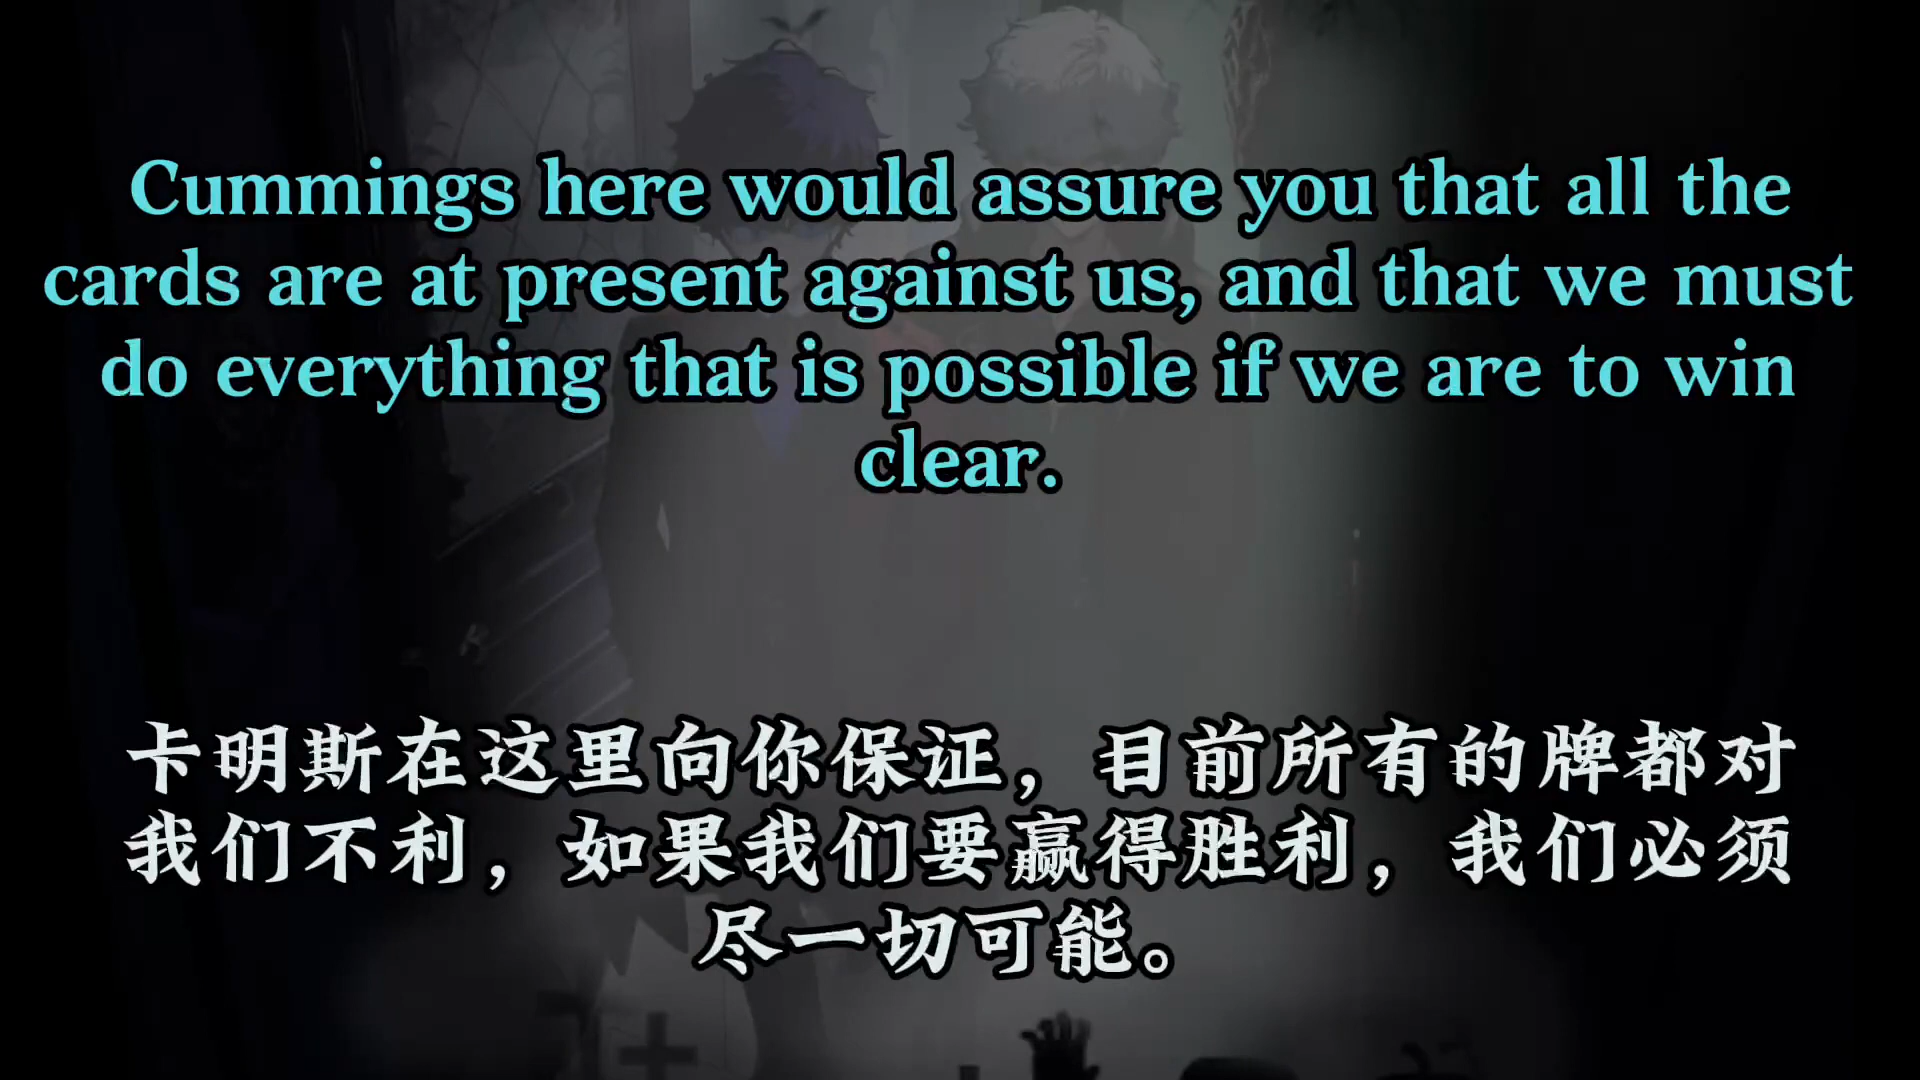 Cummings here would assure you that all the
cards are at present against us, and that we must
do everything that is possible if we are to win
clear.
卡明斯在这里向你保证，目前所有的牌都对
我们不利，如果我们要赢得胜利，我们必须
尽一切可能。